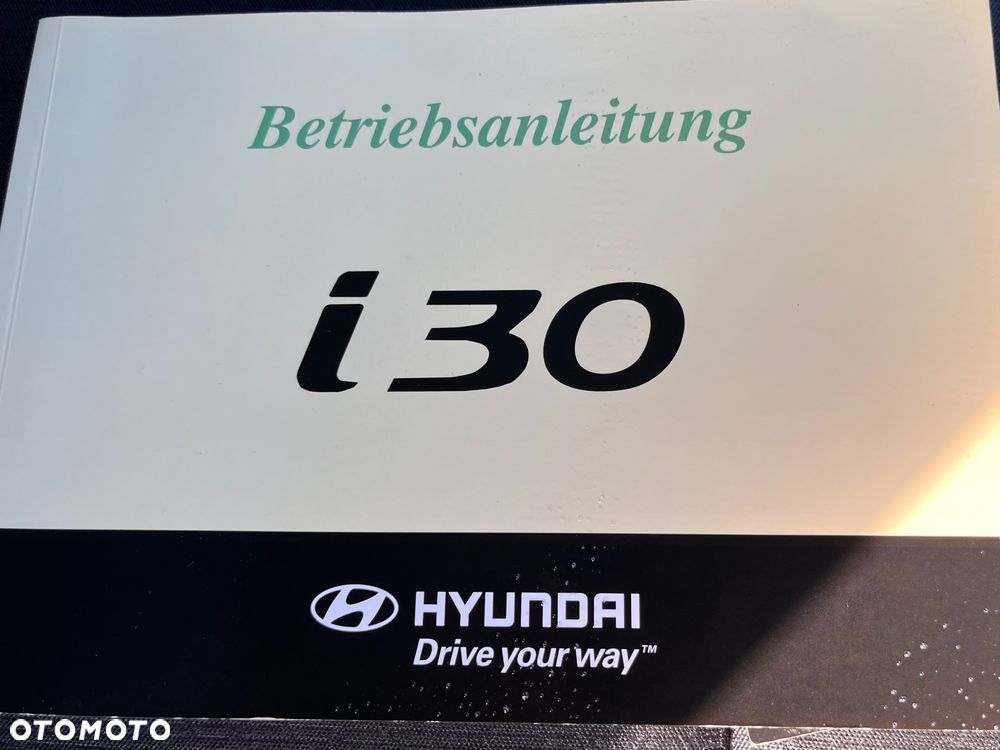 Betriebsanleitung
i30
HYUNDAI
Drive your way™
OTOMOTO